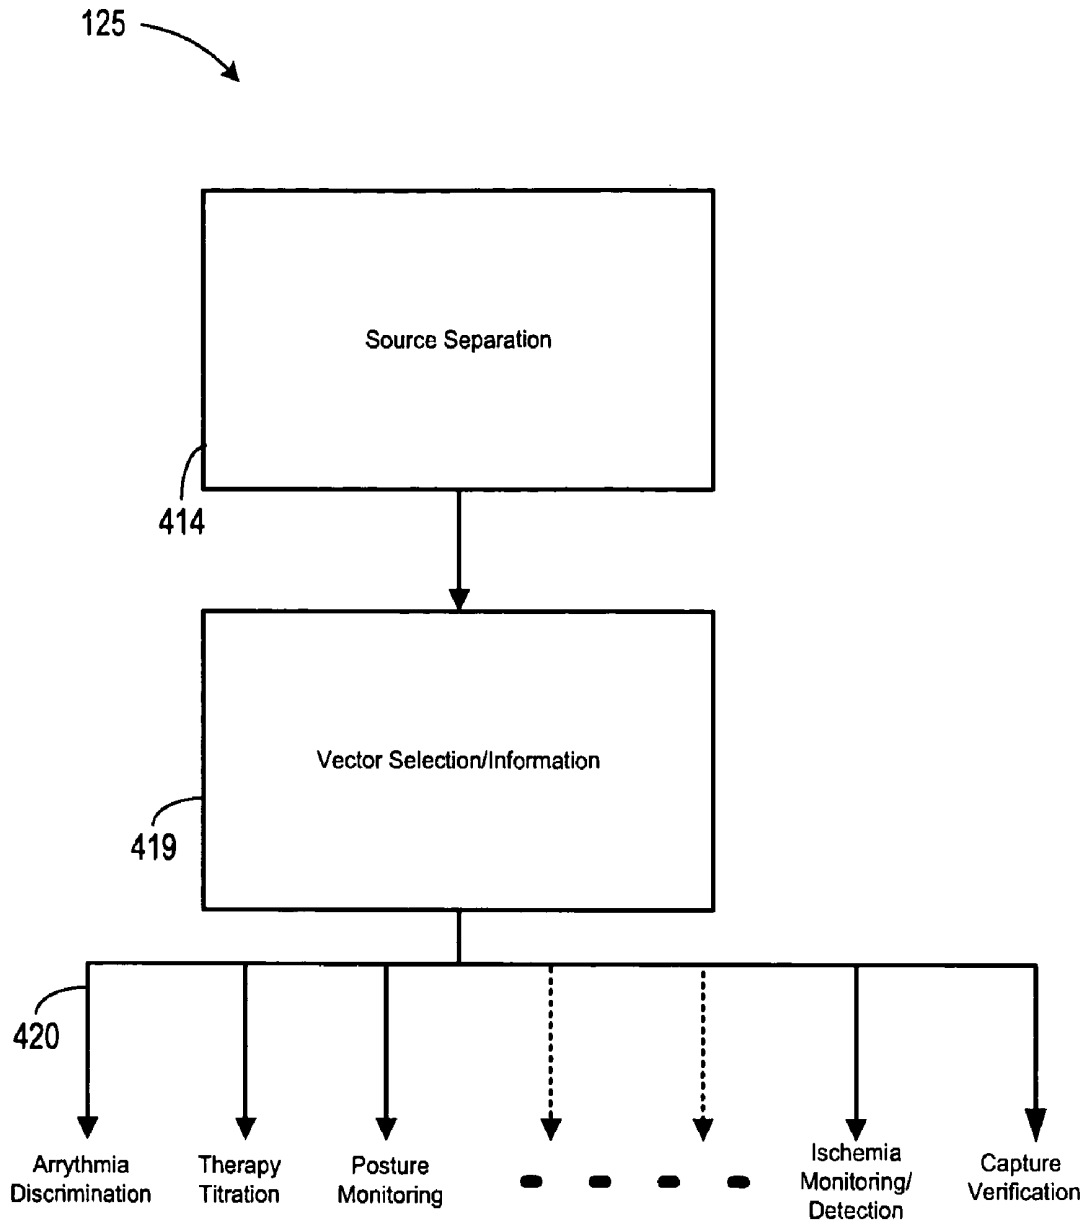 125
Source Separation
414
Vector Selection/Information
419
420
Arrythmia
Discrimination
Therapy
Titration
Posture
Monitoring
Ischemia
Monitoring/
Detection
Capture
Verification